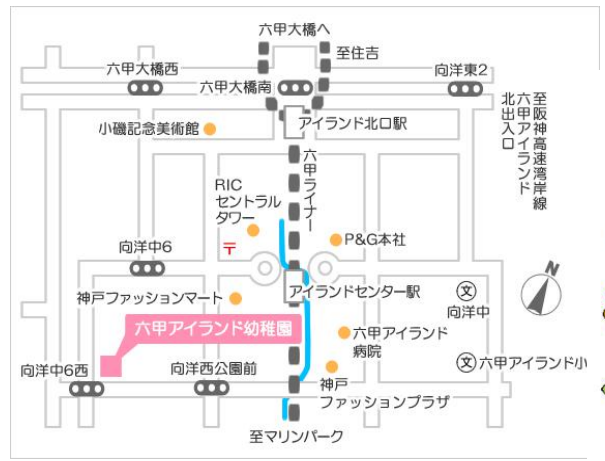 六甲大橋へ
至住吉
六甲大橋西
六甲大橋南
向洋東2
至阪神高速湾岸線
六甲アイランド
北出入口
小磯記念美術館
アイランド北口駅
六甲ライナー
RIC
セントラル
タワー
〒
P&G本社
向洋中6
神戸ファッションマート
アイランドセンター駅
文
向洋中
六甲アイランド幼稚園
六甲アイランド
病院
向洋中6西
向洋西公園前
文
六甲アイランド小
神戸
ファッションプラザ
至マリンパーク
N